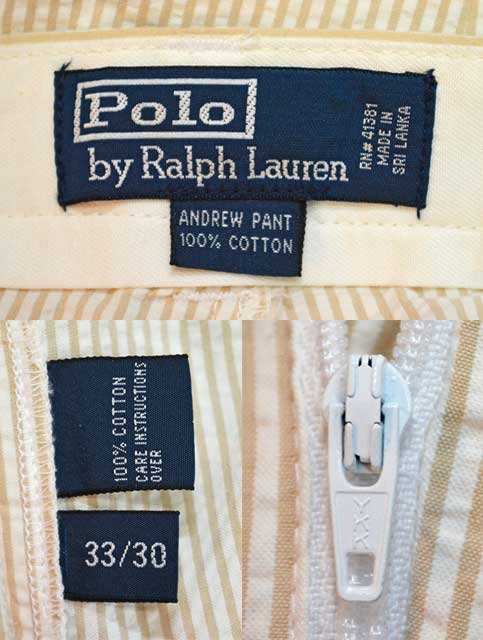 Polo
by Ralph Lauren
RN# 41381
MADE IN
SRI LANKA
ANDREW PANT
100% COTTON
100% COTTON
CARE INSTRUCTIONS
OVER
33/30
YKK